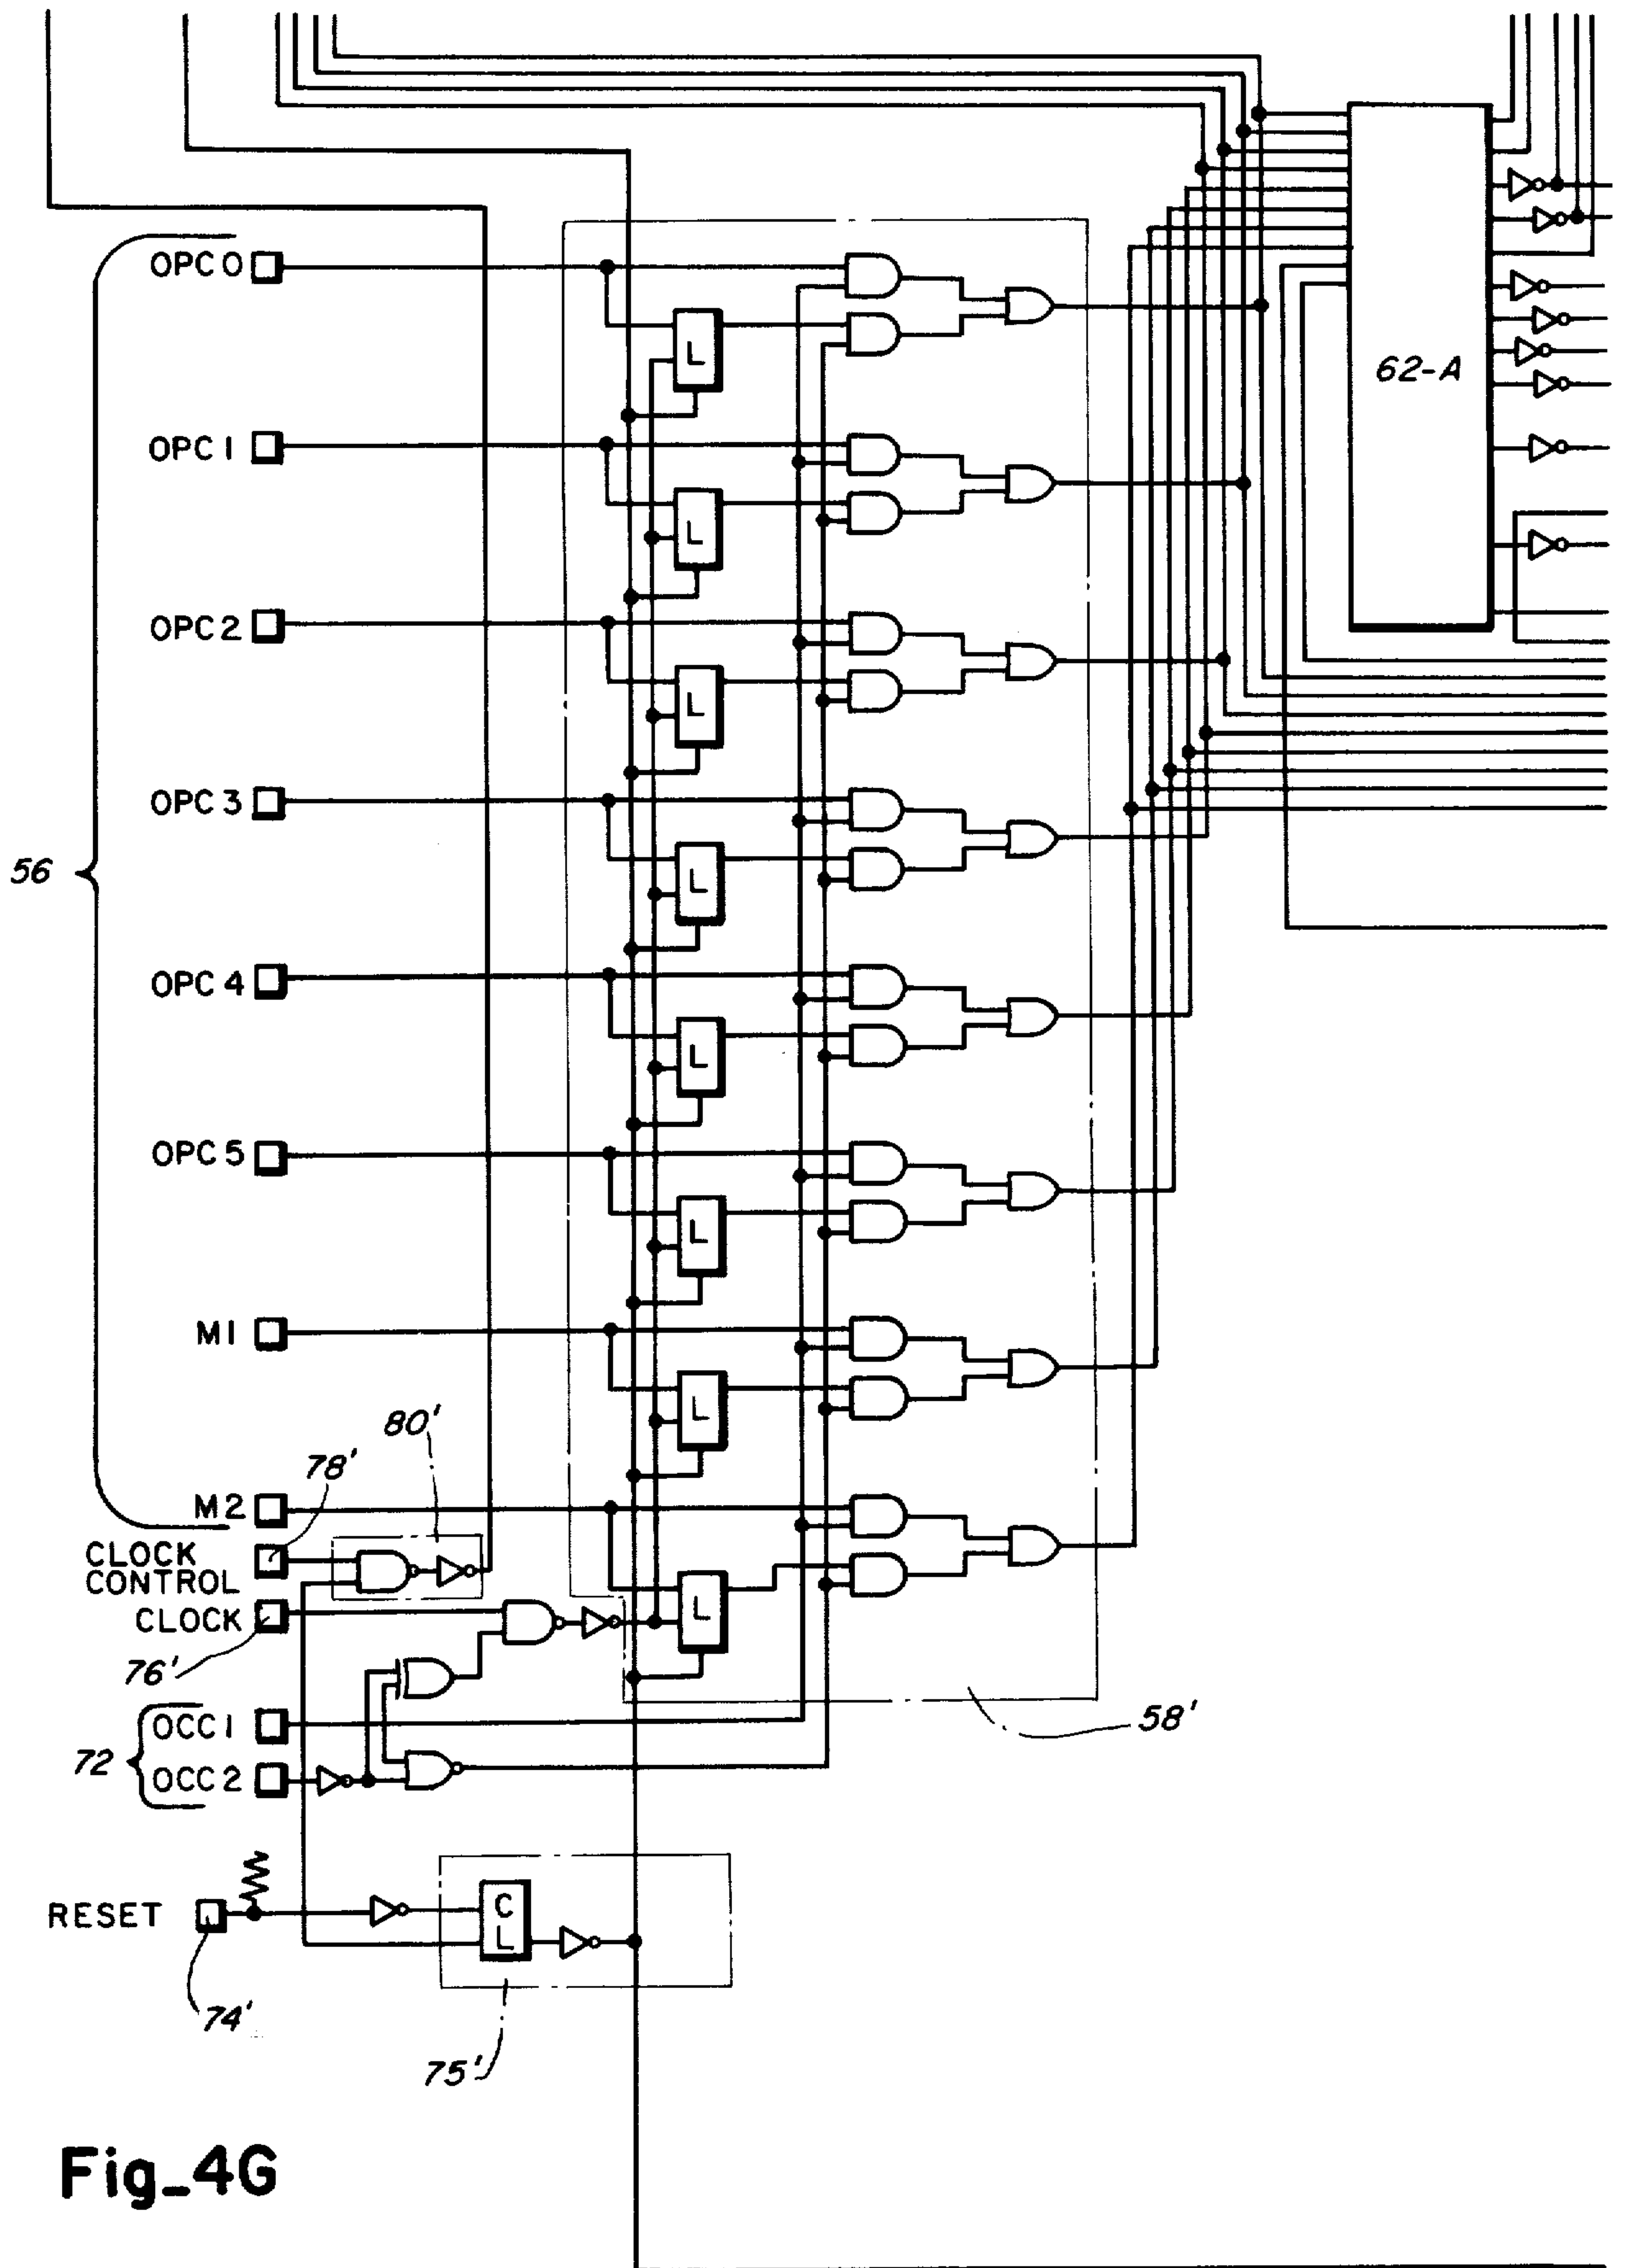 OPC 0
L
62-A
OPC 1
L
OPC 2
L
OPC 3
L
56
OPC 4
L
OPC 5
L
M1
L
80'
78'
M2
CLOCK
CONTROL
CLOCK
L
76'
58'
OCC 1
72
OCC 2
RESET
C
L
74'
75'
Fig_4G